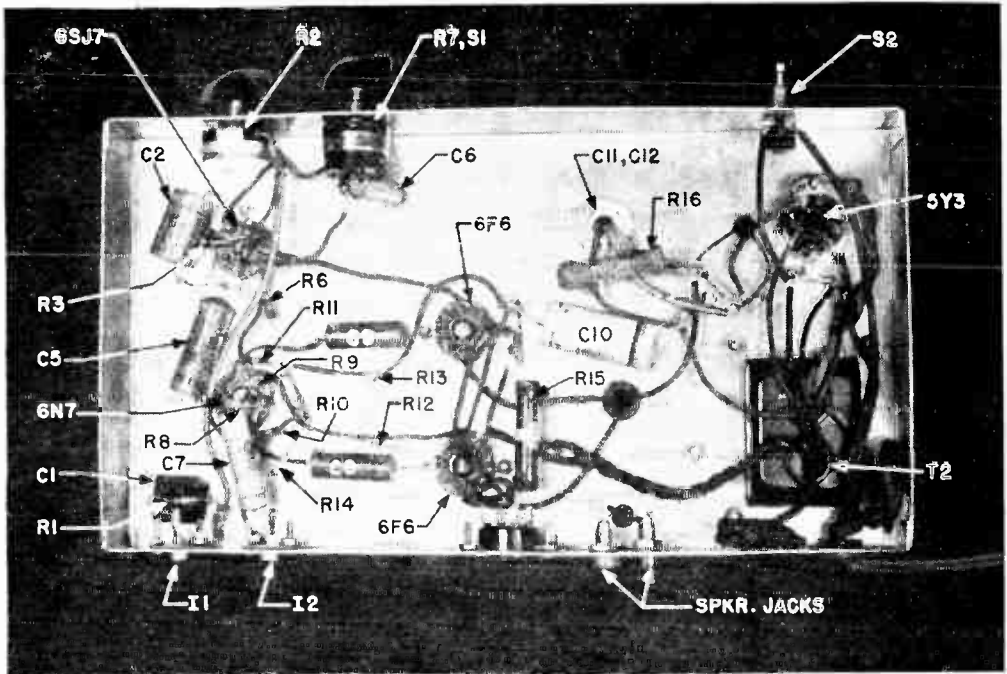 6SJ7
R2
R7,S1
S2
C2
C6
C11,C12
R16
6F6
5Y3
R3
R6
R11
C5
R9
C10
R13
R15
6N7
R10
R12
R8
C7
C1
R14
T2
R1
6F6
I1
I2
SPKR. JACKS